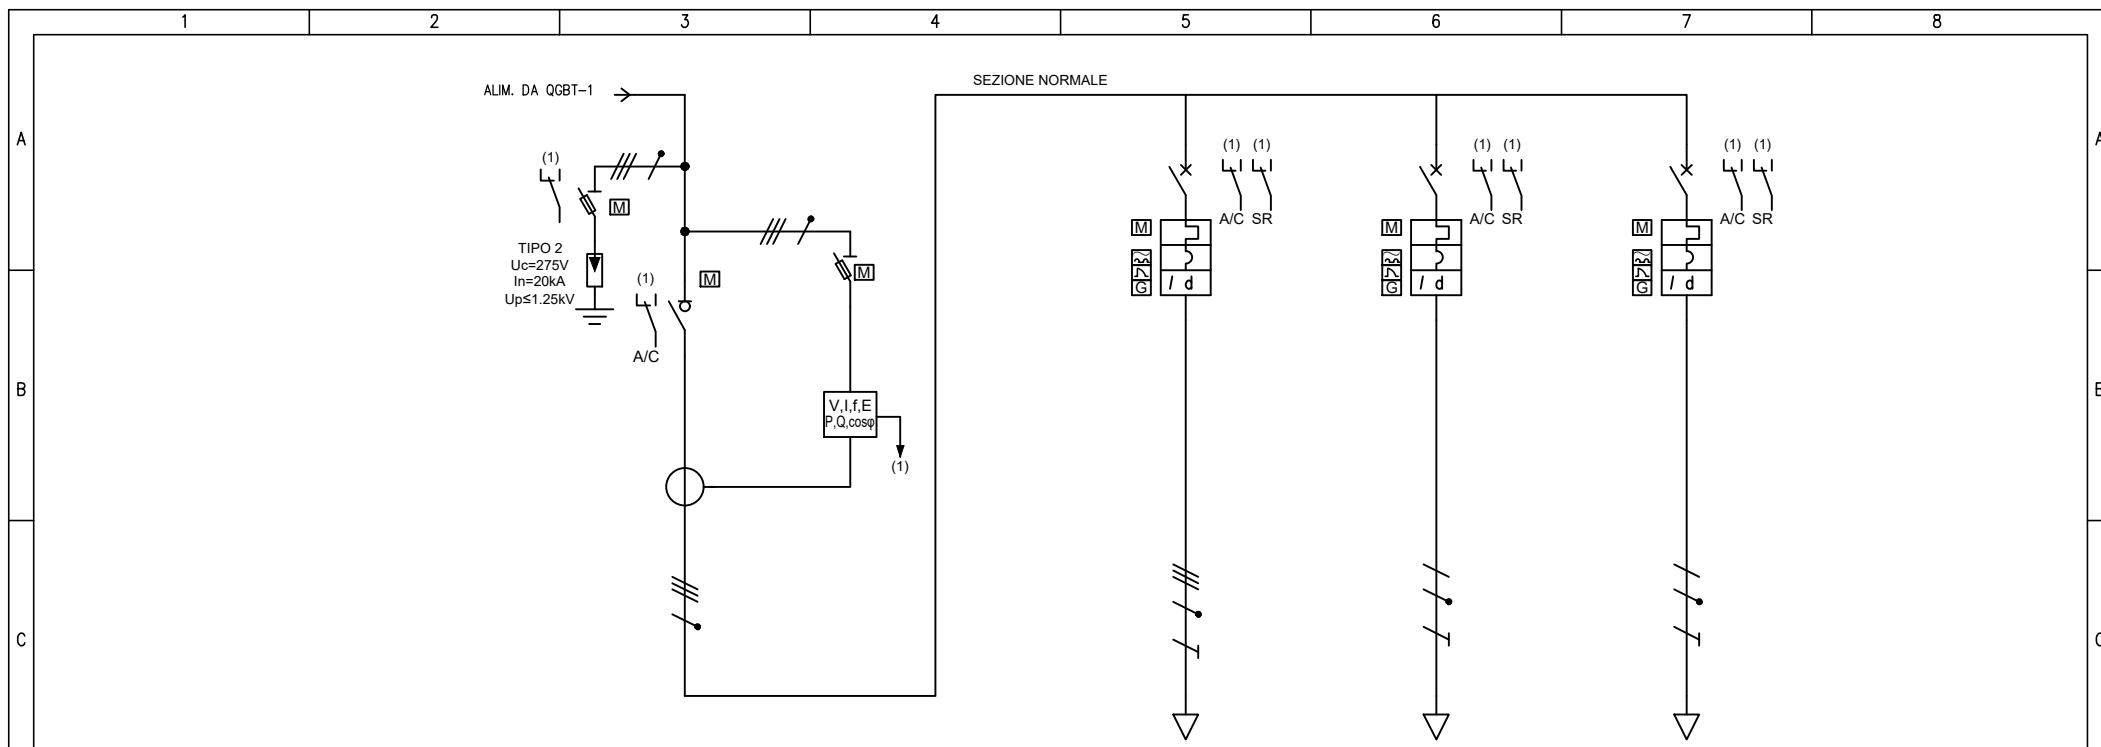 1 2 3 4 5 6 7 8
SEZIONE NORMALE
ALIM. DA QGBT-1
A
(1)
(1) (1) (1) (1) (1) (1)
M
A/C SR A/C SR A/C SR
M M M
TIPO 2
Uc=275V
In=20kA
Up≤1.25kV
M
(1)
M
I d I d I d
G G G
A/C
B
V,I,f,E
P,Q,cosφ
(1)
C